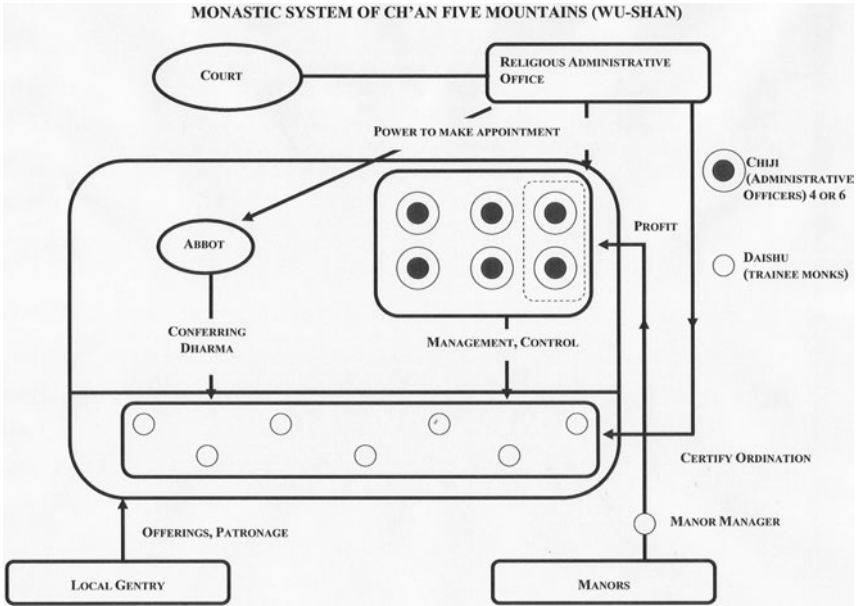 MONASTIC SYSTEM OF CH'AN FIVE MOUNTAINS (WU-SHAN)
COURT
RELIGIOUS ADMINISTRATIVE
OFFICE
POWER TO MAKE APPOINTMENT
CHIJI
(ADMINISTRATIVE
OFFICERS) 4 OR 6
ABBOT
PROFIT
DAISHU
(TRAINEE MONKS)
CONFERRING
DHARMA
MANAGEMENT, CONTROL
CERTIFY ORDINATION
OFFERINGS, PATRONAGE
MANOR MANAGER
LOCAL GENTRY
MANORS